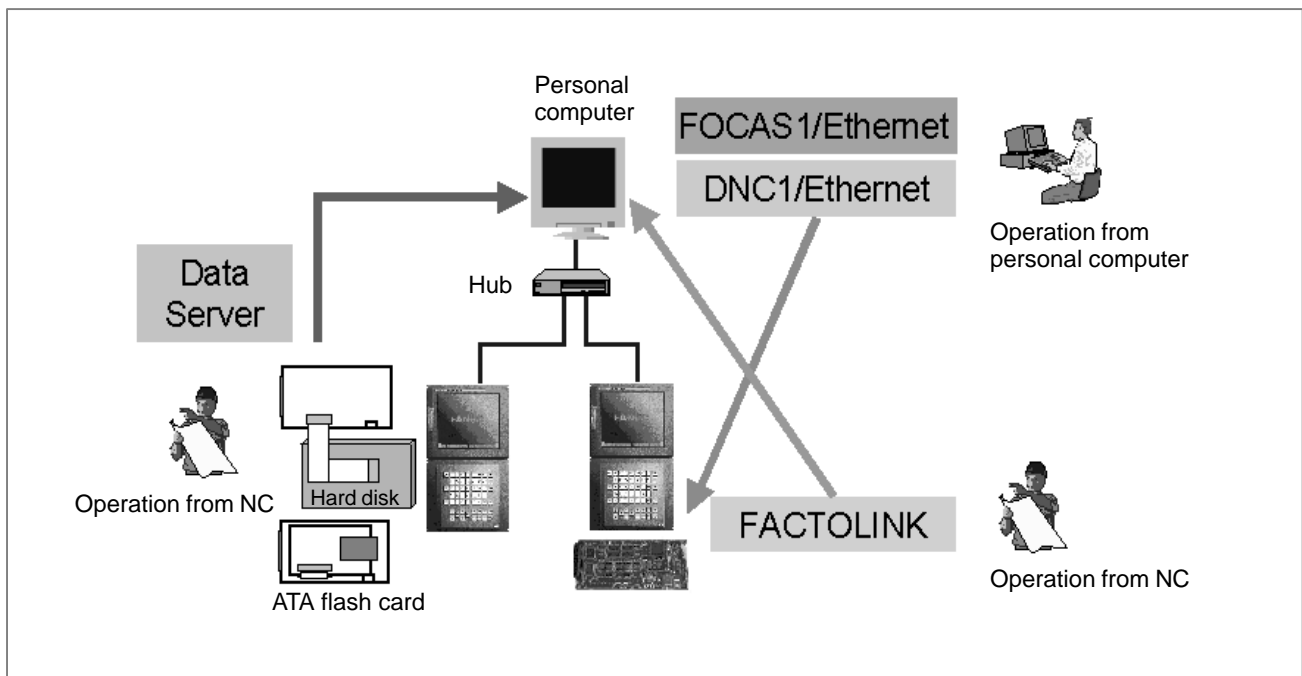 Personal
computer
FOCAS1/Ethernet
DNC1/Ethernet
Operation from
personal computer
Data
Server
Hub
Hard disk
Operation from NC
ATA flash card
FACTOLINK
Operation from NC